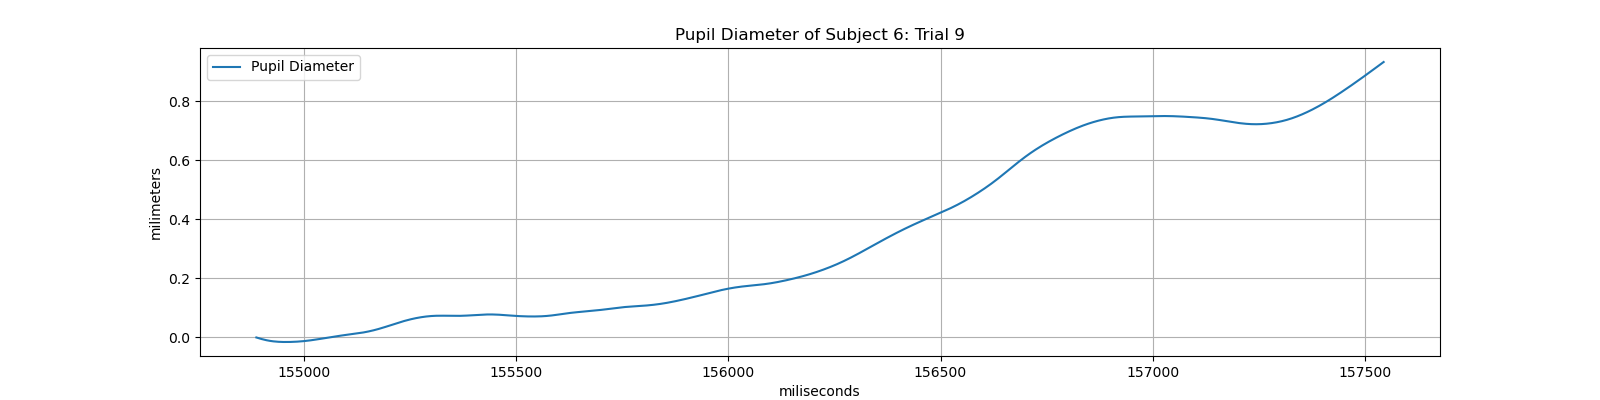 Pupil Diameter of Subject 6: Trial 9
Pupil Diameter
milimeters
0.8
0.6
0.4
0.2
0.0
155000 155500 156000 156500 157000 157500
miliseconds